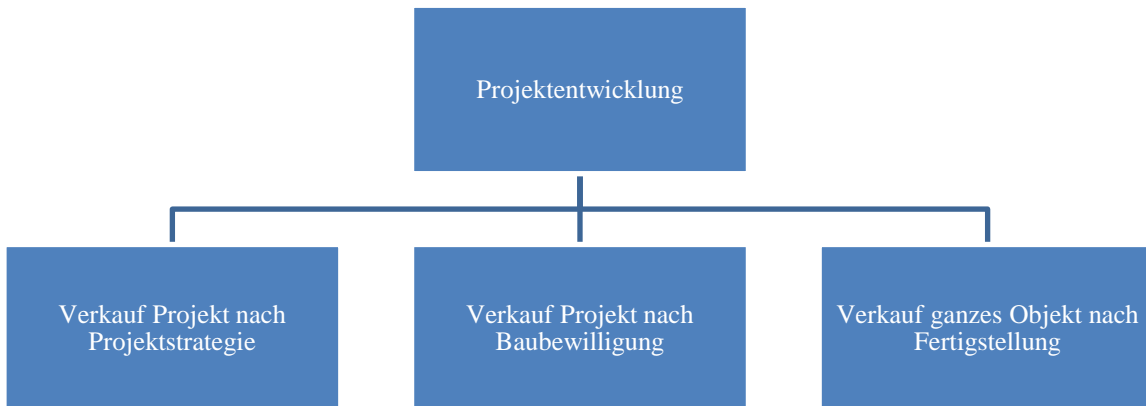 Projektentwicklung
Verkauf Projekt nach
Projektstrategie
Verkauf Projekt nach
Baubewilligung
Verkauf ganzes Objekt nach
Fertigstellung